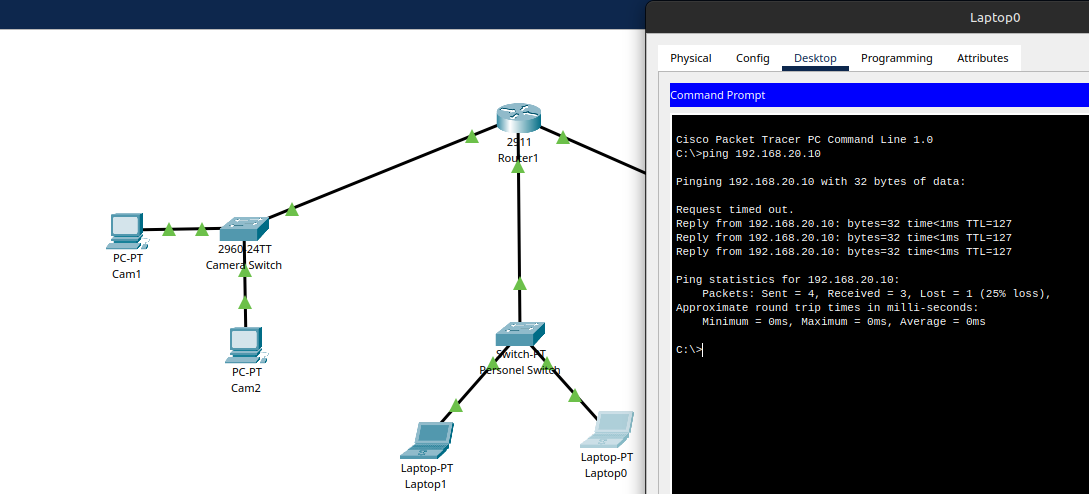 Laptop0
Physical Config Desktop Programming Attributes
Command Prompt
Cisco Packet Tracer PC Command Line 1.0
C:\>ping 192.168.20.10
Pinging 192.168.20.10 with 32 bytes of data:
Request timed out.
Reply from 192.168.20.10: bytes=32 time<1ms TTL=127
Reply from 192.168.20.10: bytes=32 time<1ms TTL=127
Reply from 192.168.20.10: bytes=32 time<1ms TTL=127
Ping statistics for 192.168.20.10:
Packets: Sent = 4, Received = 3, Lost = 1 (25% loss),
Approximate round trip times in milli-seconds:
Minimum = 0ms, Maximum = 0ms, Average = 0ms
C:\>
2911
Router1
PC-PT
Cam1
2960-24TT
Camera Switch
PC-PT
Cam2
Switch-PT
Personel Switch
Laptop-PT
Laptop1
Laptop-PT
Laptop0